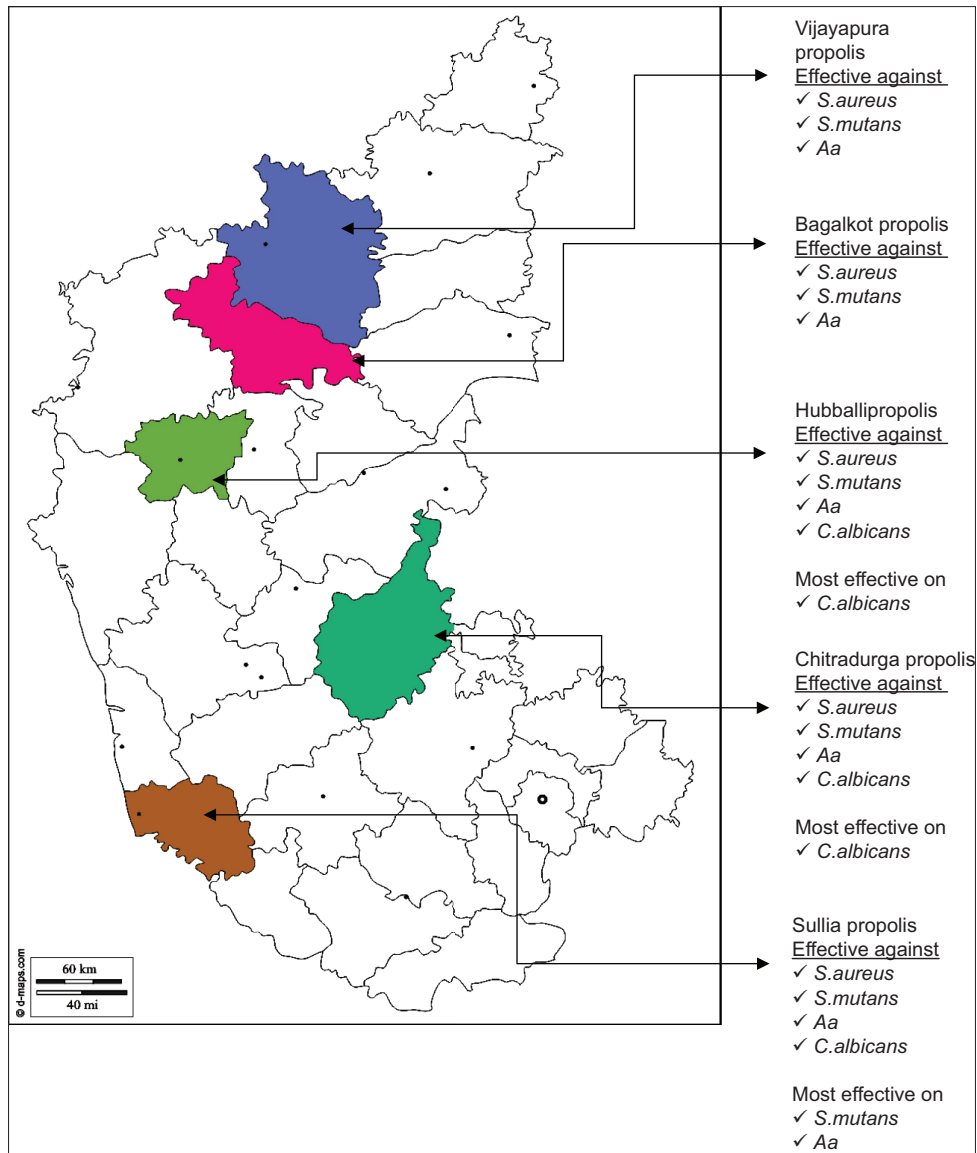 Vijayapura
propolis
Effective against
✓ S.aureus
✓ S.mutans
✓ Aa
Bagalkot propolis
Effective against
✓ S.aureus
✓ S.mutans
✓ Aa
Hubballipropolis
Effective against
✓ S.aureus
✓ S.mutans
✓ Aa
✓ C.albicans
Most effective on
✓ C.albicans
Chitradurga propolis
Effective against
✓ S.aureus
✓ S.mutans
✓ Aa
✓ C.albicans
Most effective on
✓ C.albicans
Sullia propolis
Effective against
✓ S.aureus
✓ S.mutans
✓ Aa
✓ C.albicans
Most effective on
✓ S.mutans
✓ Aa
© d-maps.com
60 km
40 mi